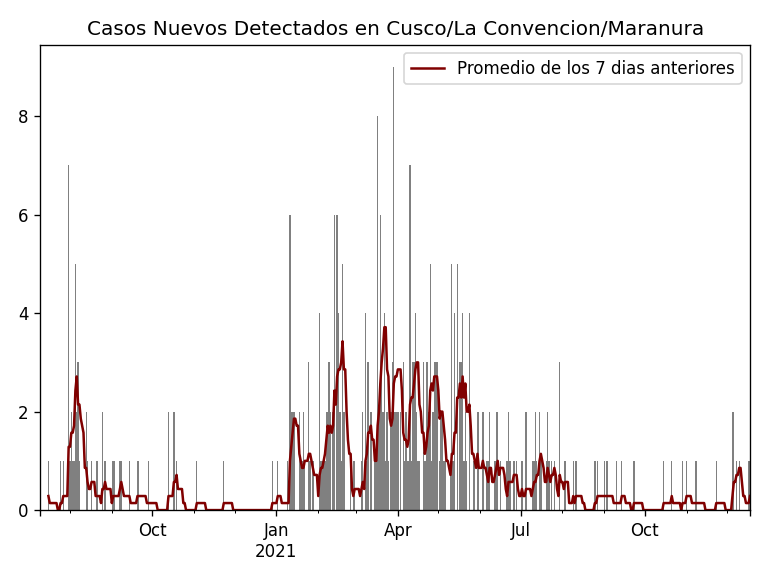 Casos Nuevos Detectados en Cusco/La Convencion/Maranura
Promedio de los 7 dias anteriores
8
6
4
2
0
Oct
Jan
Apr
Jul
Oct
2021